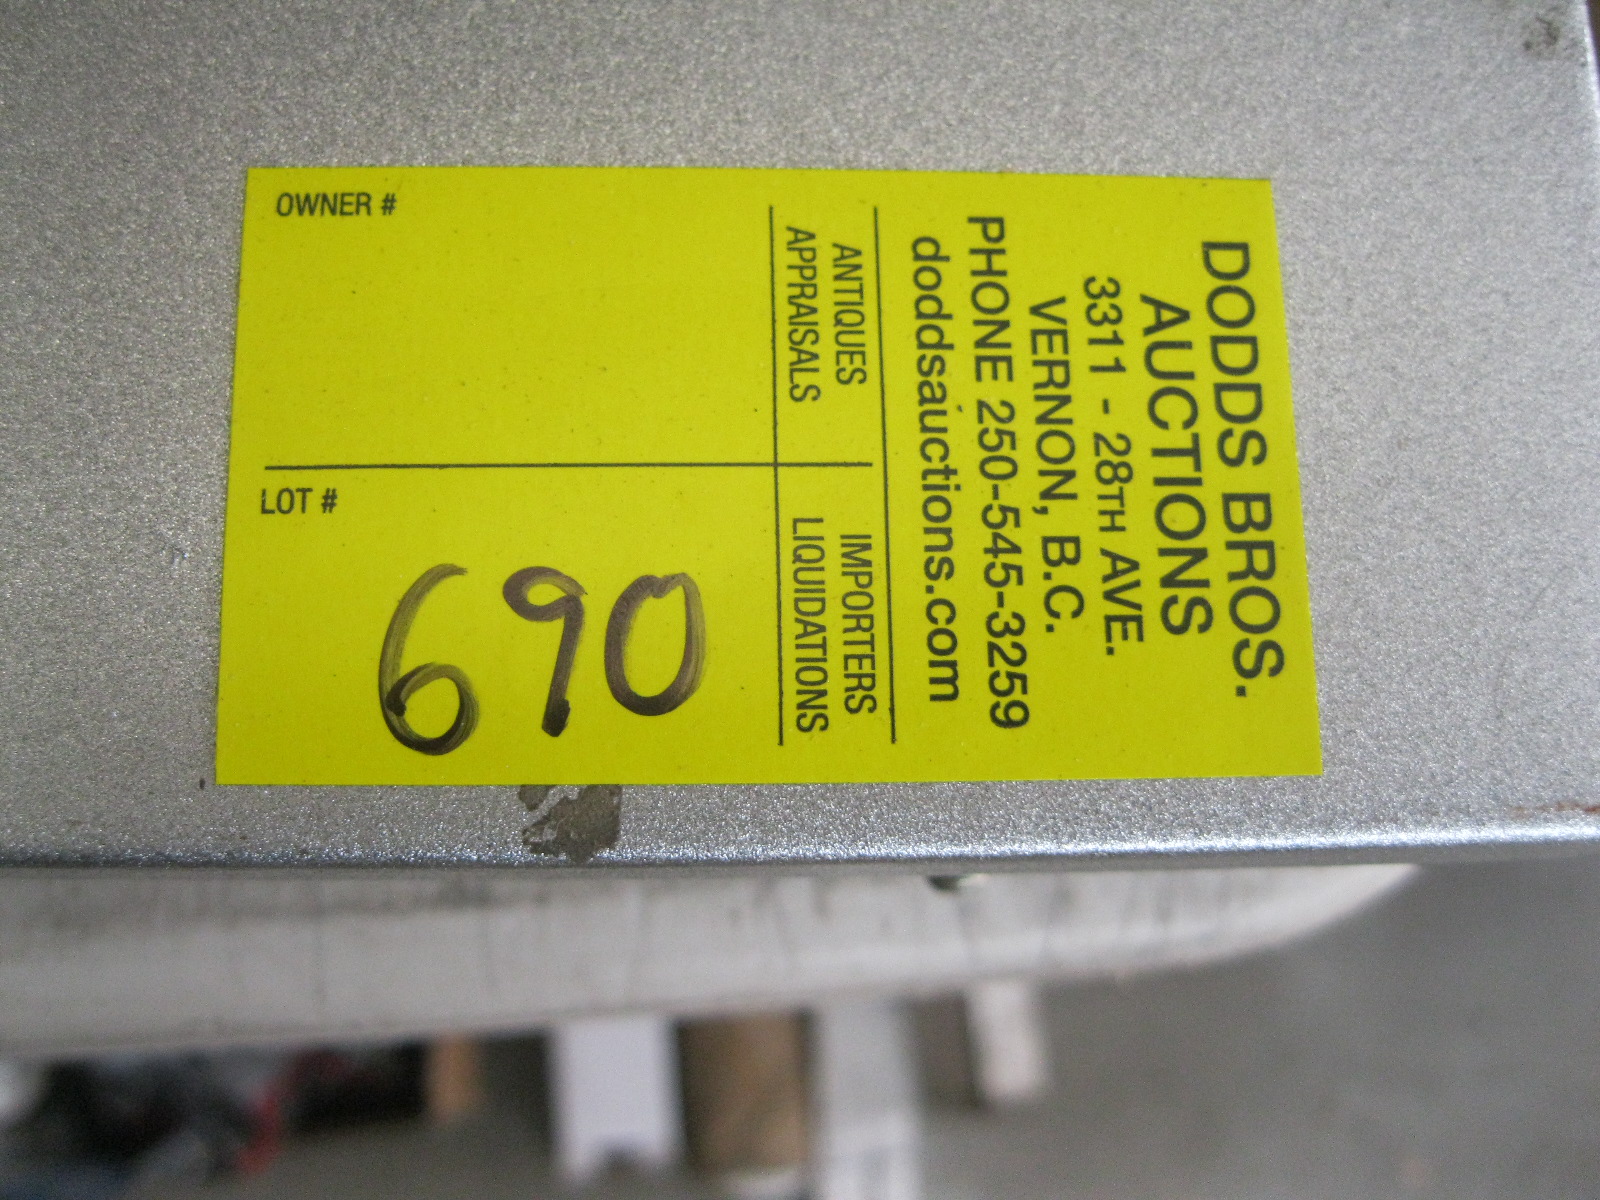 DODDS BROS.
AUCTIONS
3311 - 28TH AVE.
VERNON, B.C.
PHONE 250-545-3259
doddsauctions.com
ANTIQUES
APPRAISALS
IMPORTERS
LIQUIDATIONS
OWNER #
LOT #
690